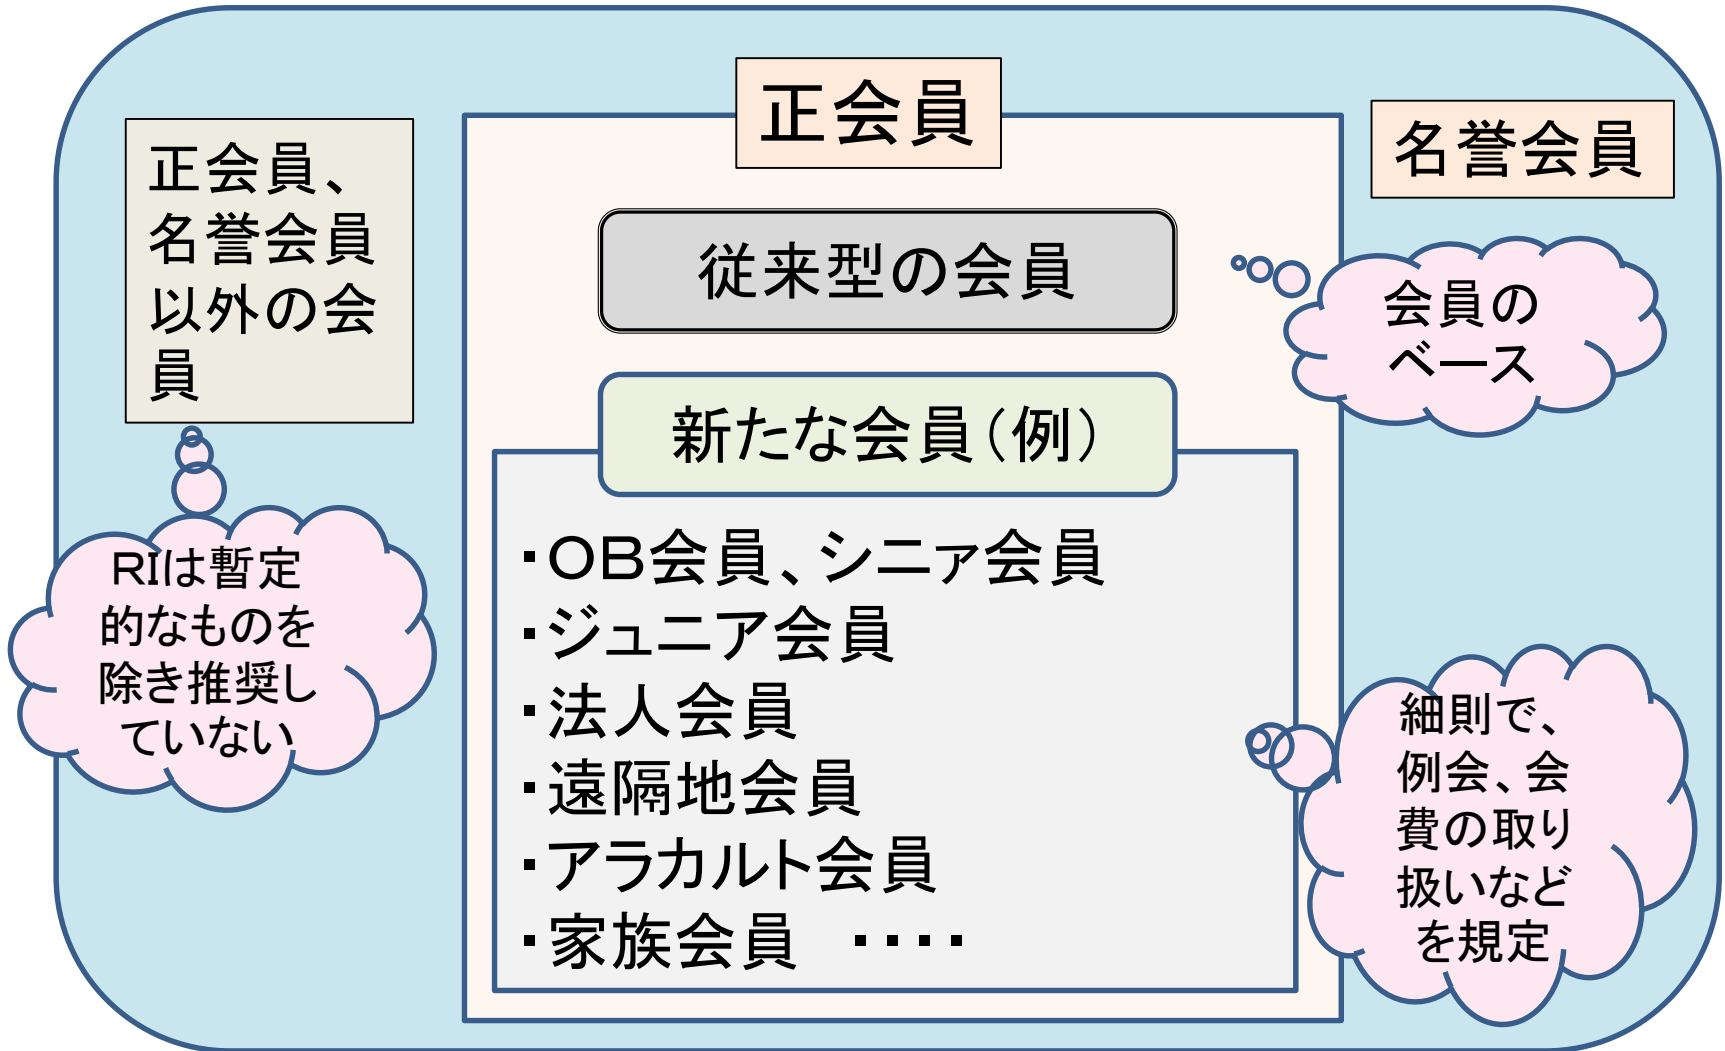 正会員
名誉会員
正会員、
名誉会員
以外の会
員
従来型の会員
会員の
ベース
新たな会員（例）
・ＯＢ会員、シニァ会員
・ジュニア会員
・法人会員
・遠隔地会員
・アラカルト会員
・家族会員　・・・・
RIは暫定
的なものを
除き推奨し
ていない
細則で、
例会、会
費の取り
扱いなど
を規定